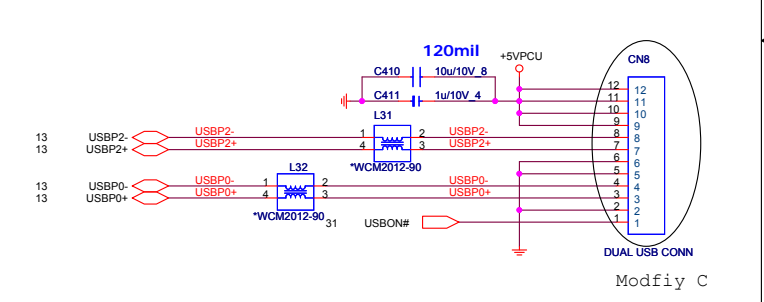 120mil
+5VPCU
CN8
C410 10u/10V_8
C411 1u/10V_4
12 12
11 11
10 10
9 9
L31
13 USBP2- USBP2- 1 2 USBP2- 8 8
13 USBP2+ USBP2+ 4 3 USBP2+ 7 7
*WCM2012-90
6 6
5 5
L32
13 USBP0- USBP0- 1 2 USBP0- 4 4
13 USBP0+ USBP0+ 4 3 USBP0+ 3 3
*WCM2012-90
2 2
31 USBON# 1 1
DUAL USB CONN
Modfiy C